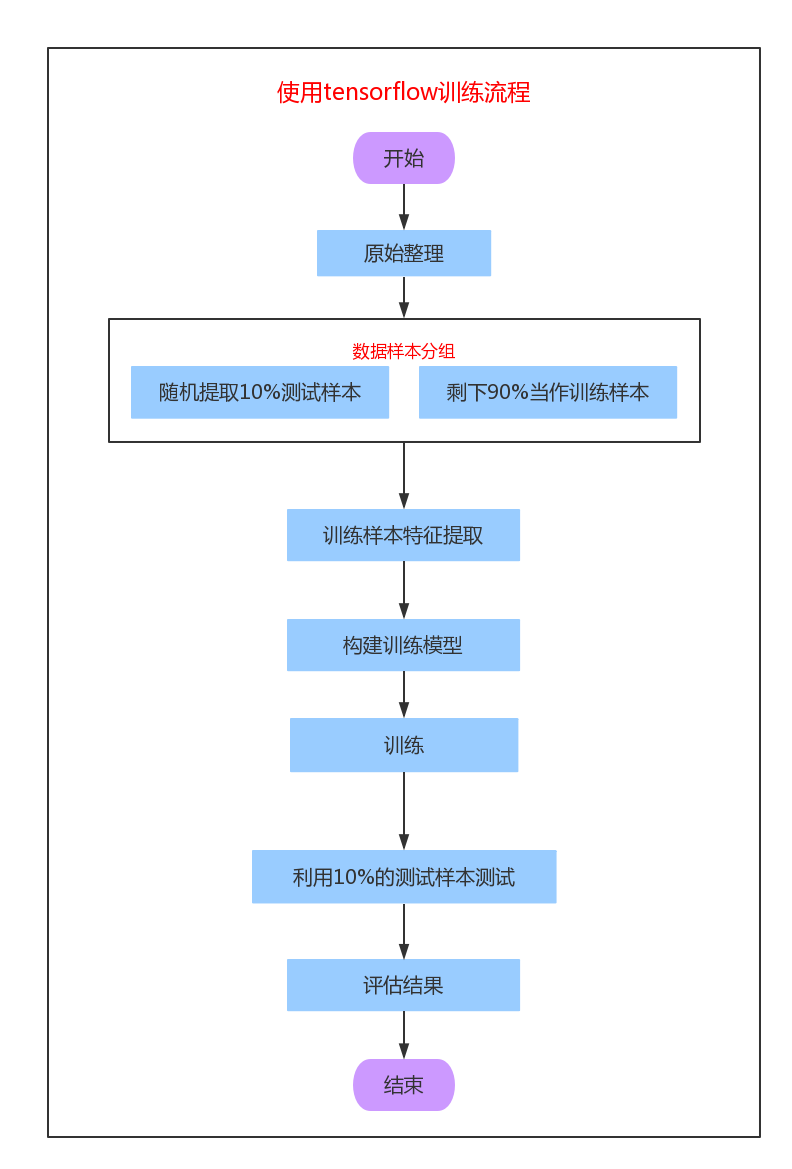 使用tensorflow训练流程
开始
原始整理
数据样本分组
随机提取10%测试样本
剩下90%当作训练样本
训练样本特征提取
构建训练模型
训练
利用10%的测试样本测试
评估结果
结束